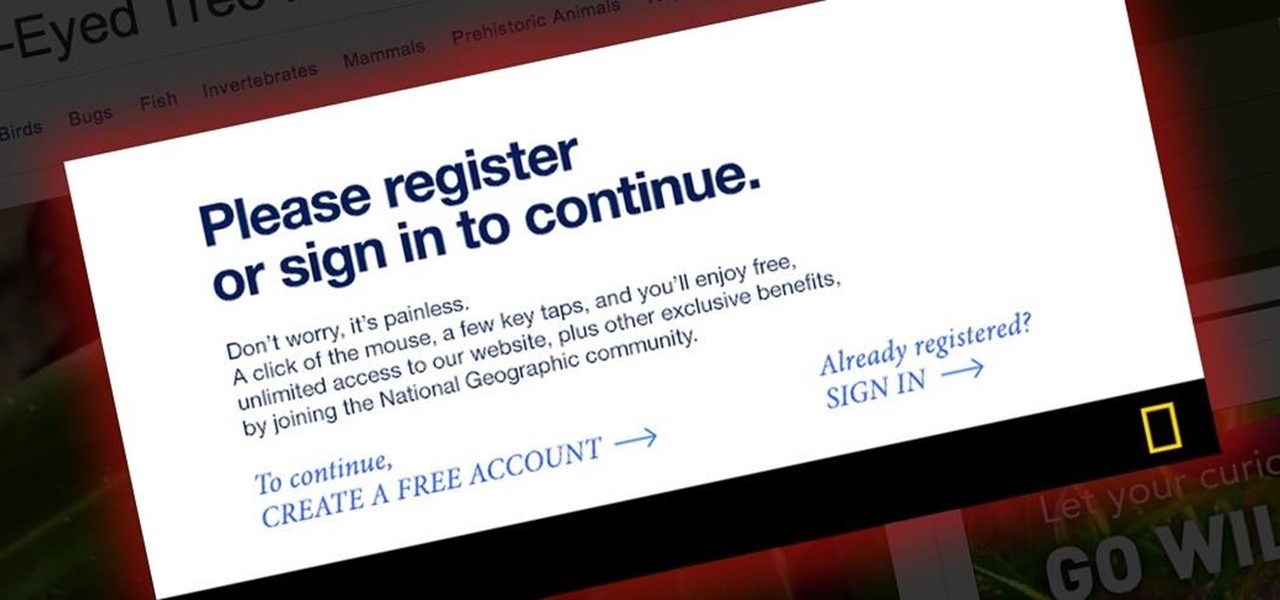 -Eyed Tree
Birds Bugs Fish Invertebrates Mammals Prehistoric Animals
Please register
or sign in to continue.
Don't worry, it's painless.
A click of the mouse, a few key taps, and you'll enjoy free,
unlimited access to our website, plus other exclusive benefits,
by joining the National Geographic community.
Already registered?
SIGN IN →
To continue,
CREATE A FREE ACCOUNT →
Let your
GO